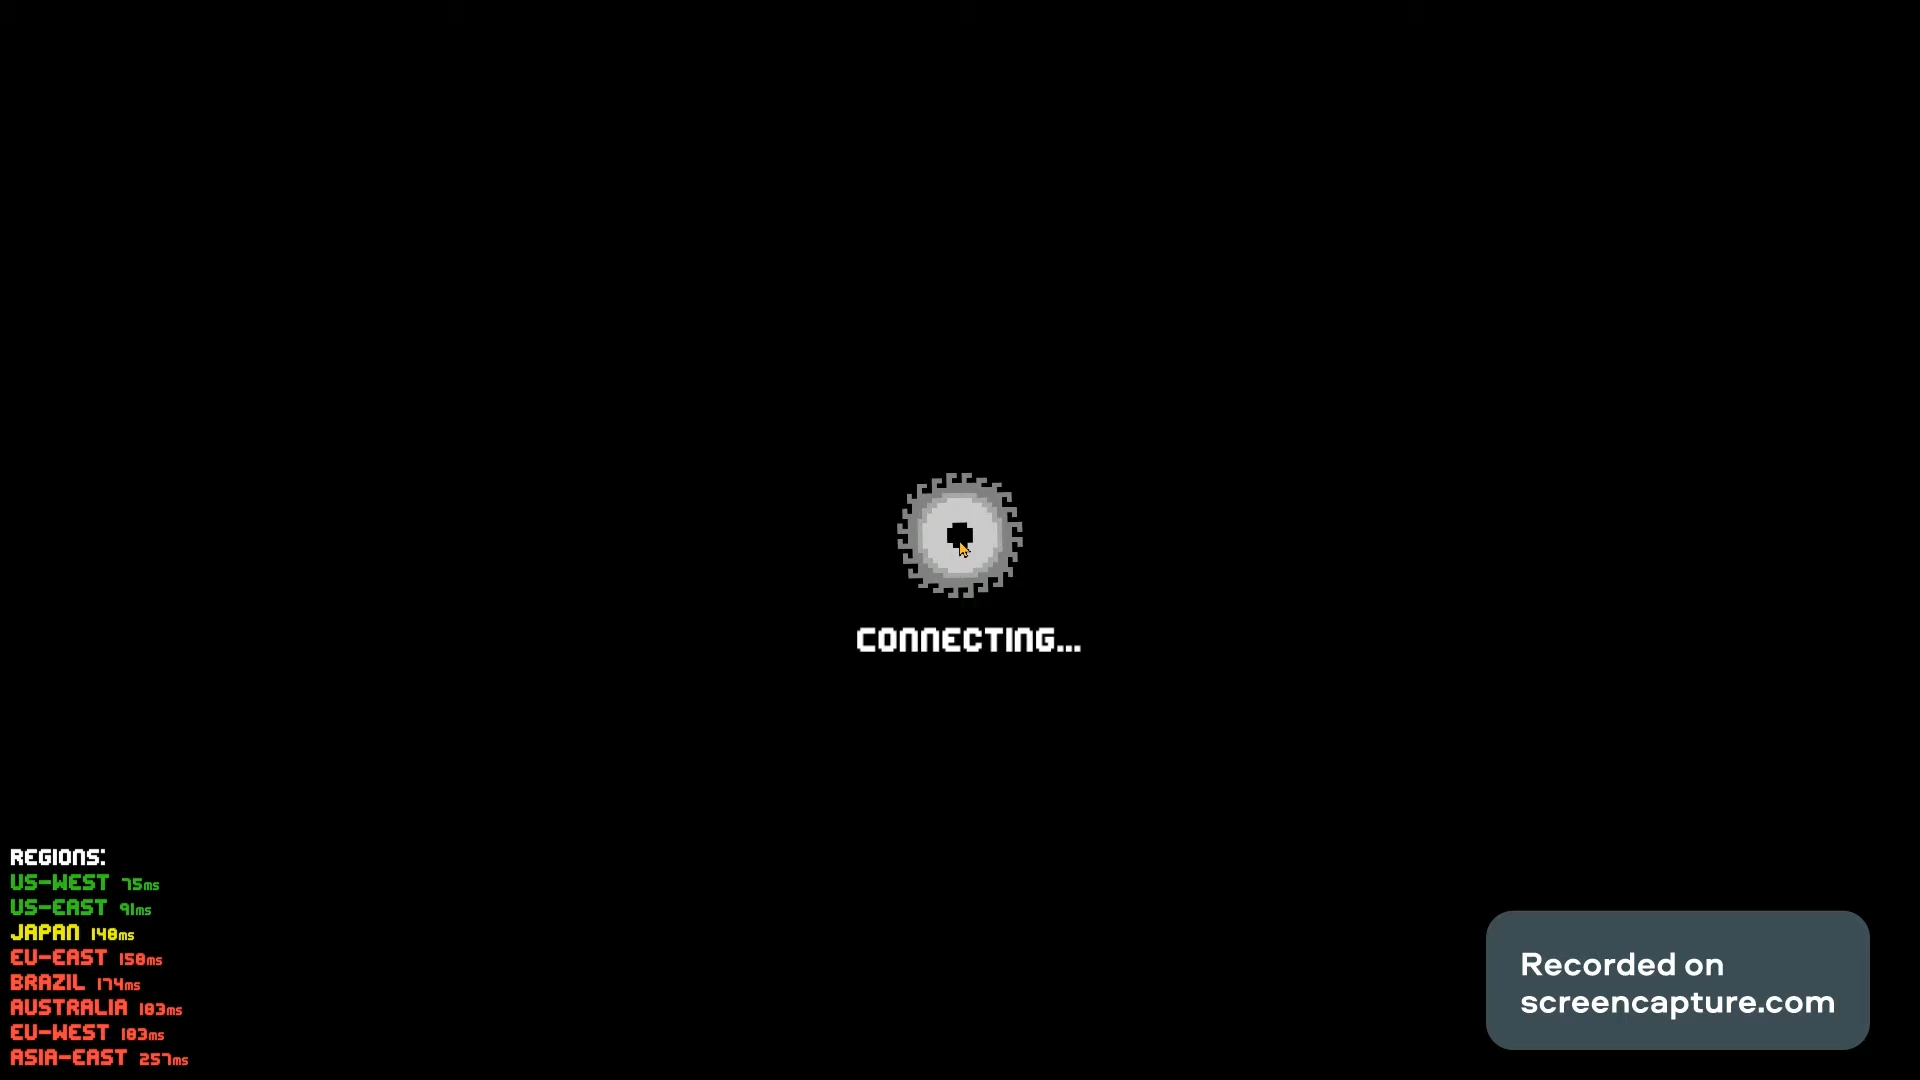 CONNECTING...
REGIONS:
US-WEST 75ms
US-EAST 91ms
JAPAN 148ms
EU-EAST 158ms
BRAZIL 174ms
AUSTRALIA 183ms
EU-WEST 183ms
ASIA-EAST 257ms
Recorded on
screencapture.com